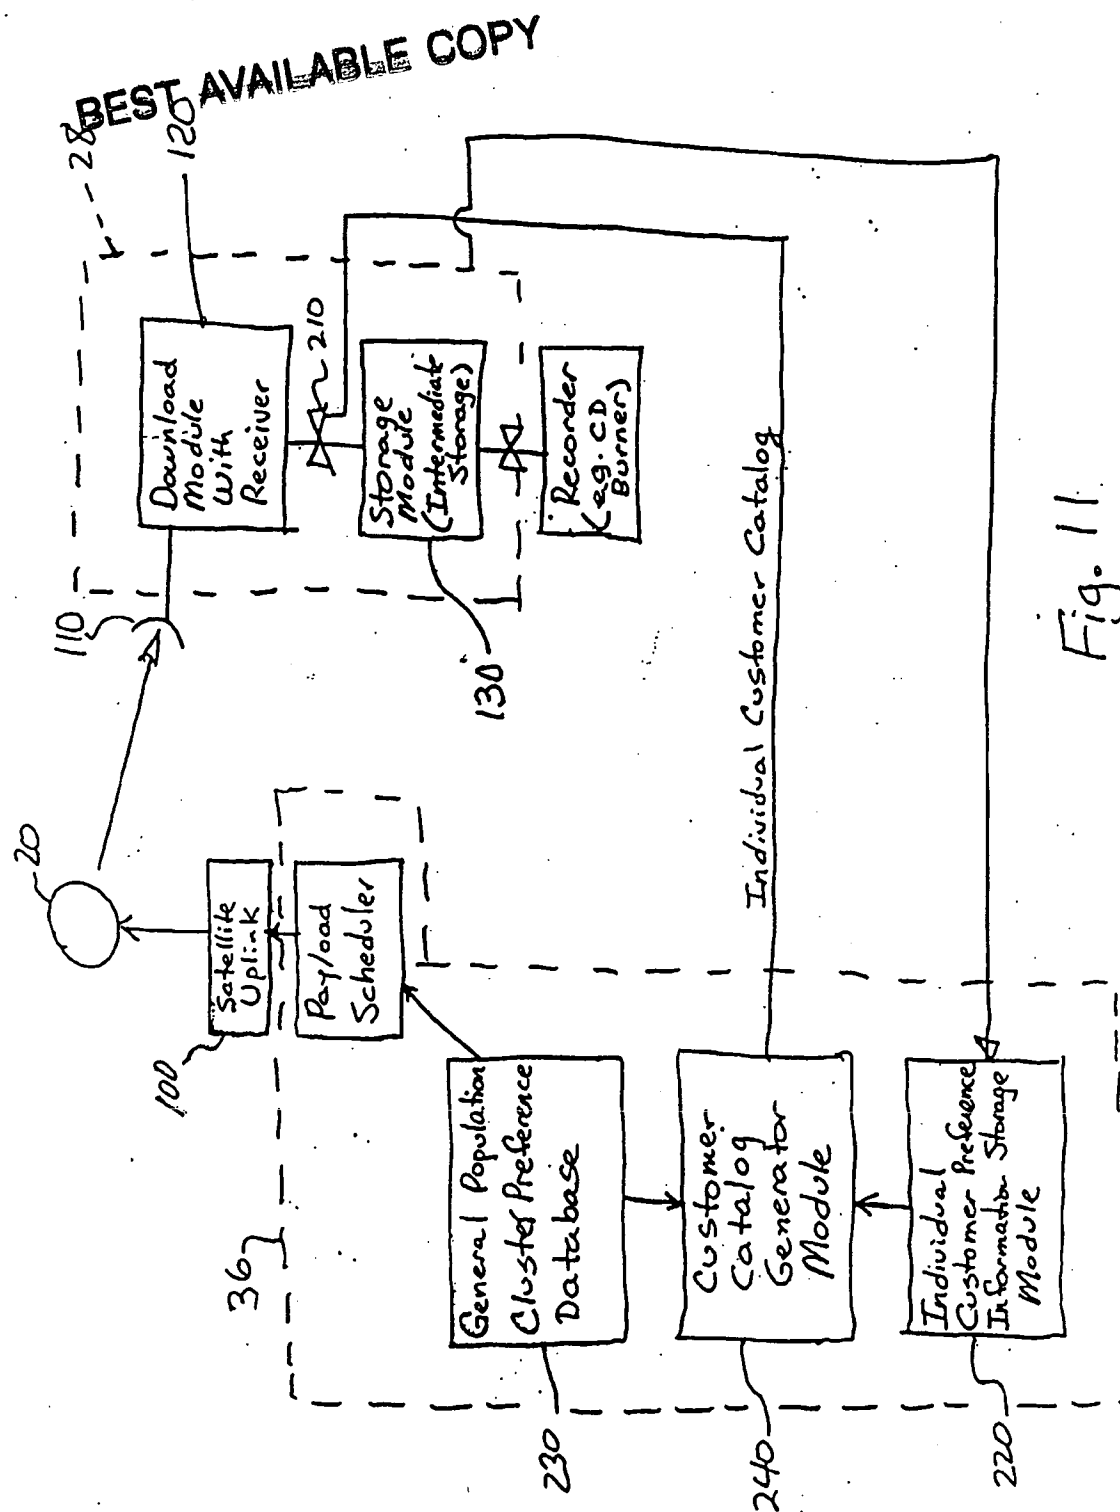 BEST AVAILABLE COPY
28
120
110
Download
Module
With
Receiver
210
Storage
Module
(Intermediate
Storage)
130
Recorder
(eg. CD
Burner)
20
Satellite
Uplink
100
Payload
Scheduler
36
General Population
Cluster Preference
Database
230
Customer
Catalog
Generator
Module
240
Individual
Customer Preference
Information Storage
Module
220
Individual Customer Catalog
Fig. 11